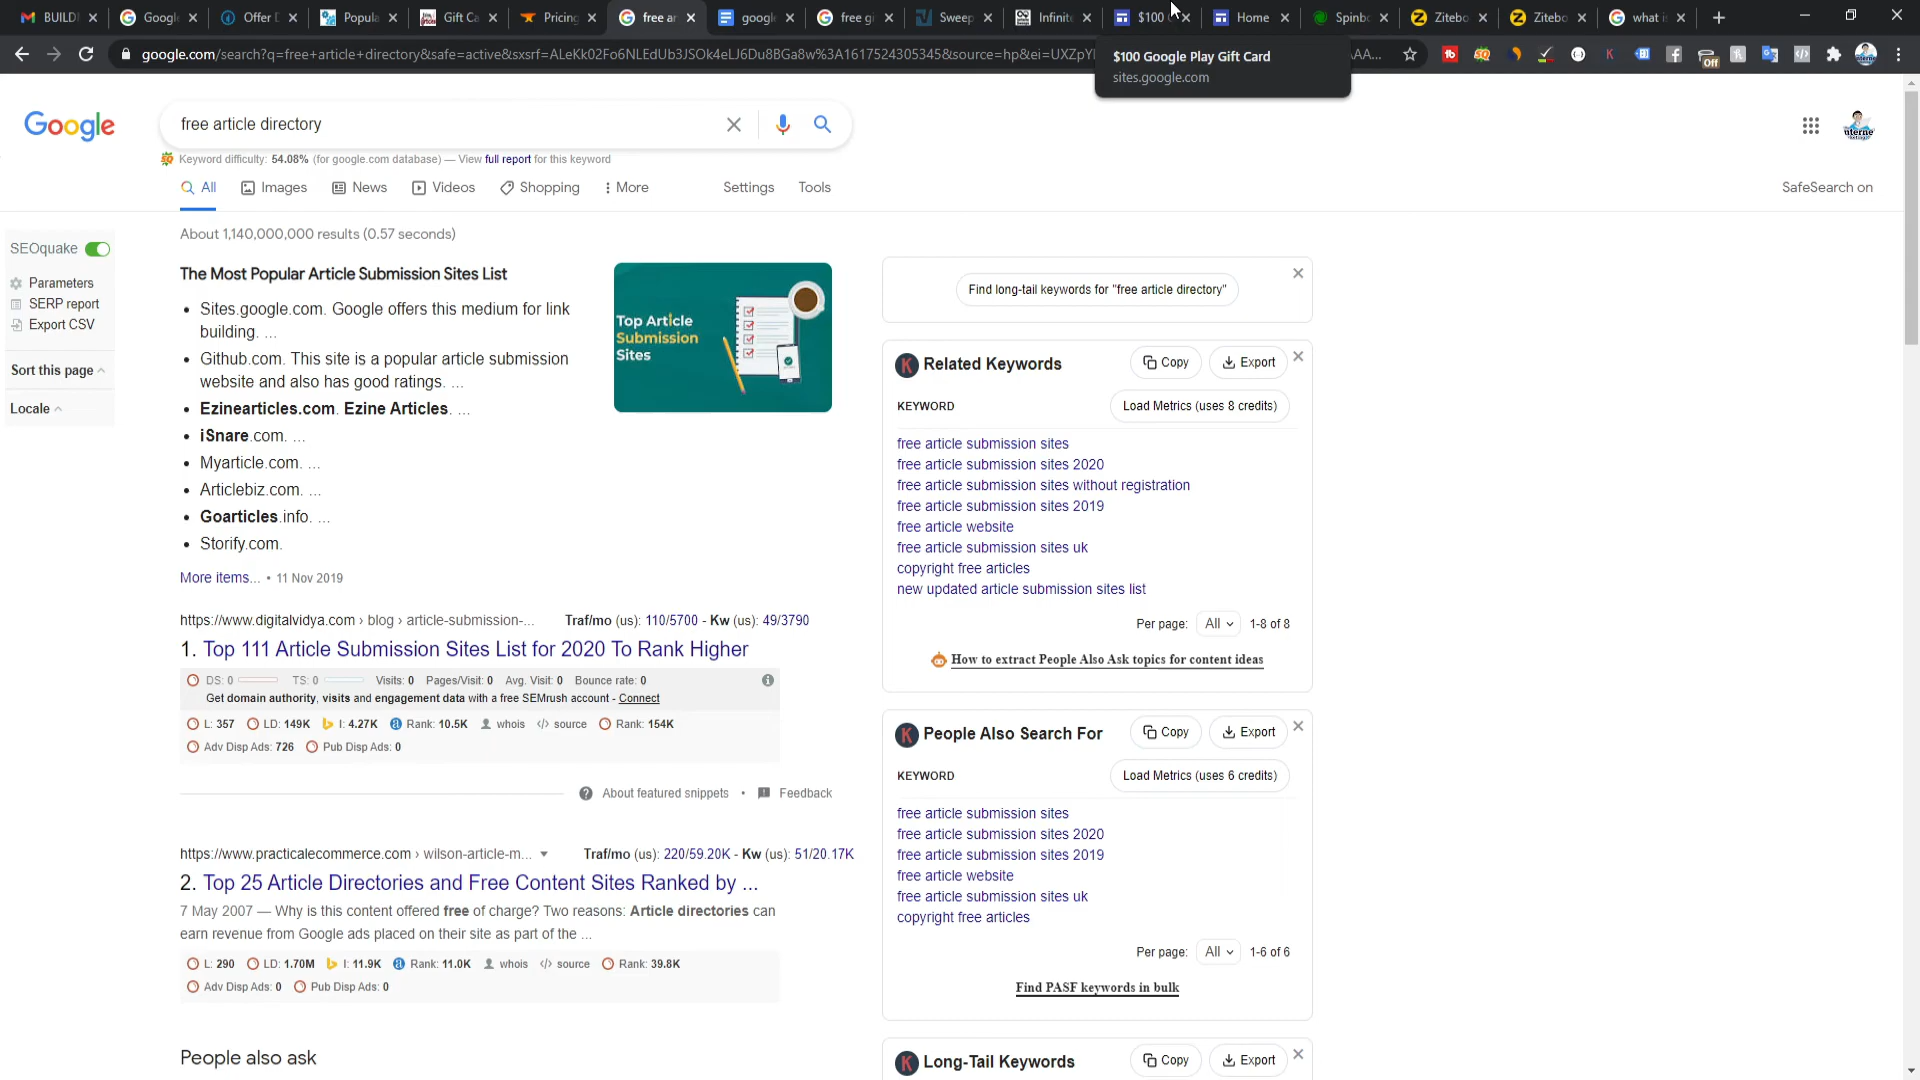 BUILDI
Google
Offer D
Popula
Gift Ca
Pricing
free ar
google
free gi
Sweep
Infinite
$100
Home
Spinbo
Zitebo
Zitebo
what i
google.com/search?q=free+article+directory&safe=active&sxsrf=ALeKk02Fo6NLEdUb3JSOk4eLJ6Du8BGa8w%3A1617524305345&source=hp&ei=UXZpY
AA...
Off
$100 Google Play Gift Card
sites.google.com
Google
free article directory
Keyword difficulty: 54.08% (for google.com database) — View full report for this keyword
All
Images
News
Videos
Shopping
More
Settings
Tools
SafeSearch on
About 1,140,000,000 results (0.57 seconds)
SEOquake
Parameters
SERP report
Export CSV
Sort this page
Locale
The Most Popular Article Submission Sites List
• Sites.google.com. Google offers this medium for link
building. ...
• Github.com. This site is a popular article submission
website and also has good ratings. ...
• Ezinearticles.com. Ezine Articles. ...
• iSnare.com. ...
• Myarticle.com. ...
• Articlebiz.com. ...
• Goarticles.info. ...
• Storify.com.
Top Article
Submission
Sites
More items... • 11 Nov 2019
https://www.digitalvidya.com › blog › article-submission-... Traf/mo (us): 110/5700 - Kw (us): 49/3790
1. Top 111 Article Submission Sites List for 2020 To Rank Higher
DS: 0 TS: 0 Visits: 0 Pages/Visit: 0 Avg. Visit: 0 Bounce rate: 0
Get domain authority, visits and engagement data with a free SEMrush account - Connect
L: 357 LD: 149K I: 4.27K Rank: 10.5K whois source Rank: 154K
Adv Disp Ads: 726 Pub Disp Ads: 0
About featured snippets • Feedback
https://www.practicalecommerce.com › wilson-article-m... Traf/mo (us): 220/59.20K - Kw (us): 51/20.17K
2. Top 25 Article Directories and Free Content Sites Ranked by ...
7 May 2007 — Why is this content offered free of charge? Two reasons: Article directories can
earn revenue from Google ads placed on their site as part of the ...
L: 290 LD: 1.70M I: 11.9K Rank: 11.0K whois source Rank: 39.8K
Adv Disp Ads: 0 Pub Disp Ads: 0
People also ask
Find long-tail keywords for "free article directory"
Related Keywords
Copy
Export
KEYWORD
Load Metrics (uses 8 credits)
free article submission sites
free article submission sites 2020
free article submission sites without registration
free article submission sites 2019
free article website
free article submission sites uk
copyright free articles
new updated article submission sites list
Per page: All 1-8 of 8
How to extract People Also Ask topics for content ideas
People Also Search For
Copy
Export
KEYWORD
Load Metrics (uses 6 credits)
free article submission sites
free article submission sites 2020
free article submission sites 2019
free article website
free article submission sites uk
copyright free articles
Per page: All 1-6 of 6
Find PASF keywords in bulk
Long-Tail Keywords
Copy
Export